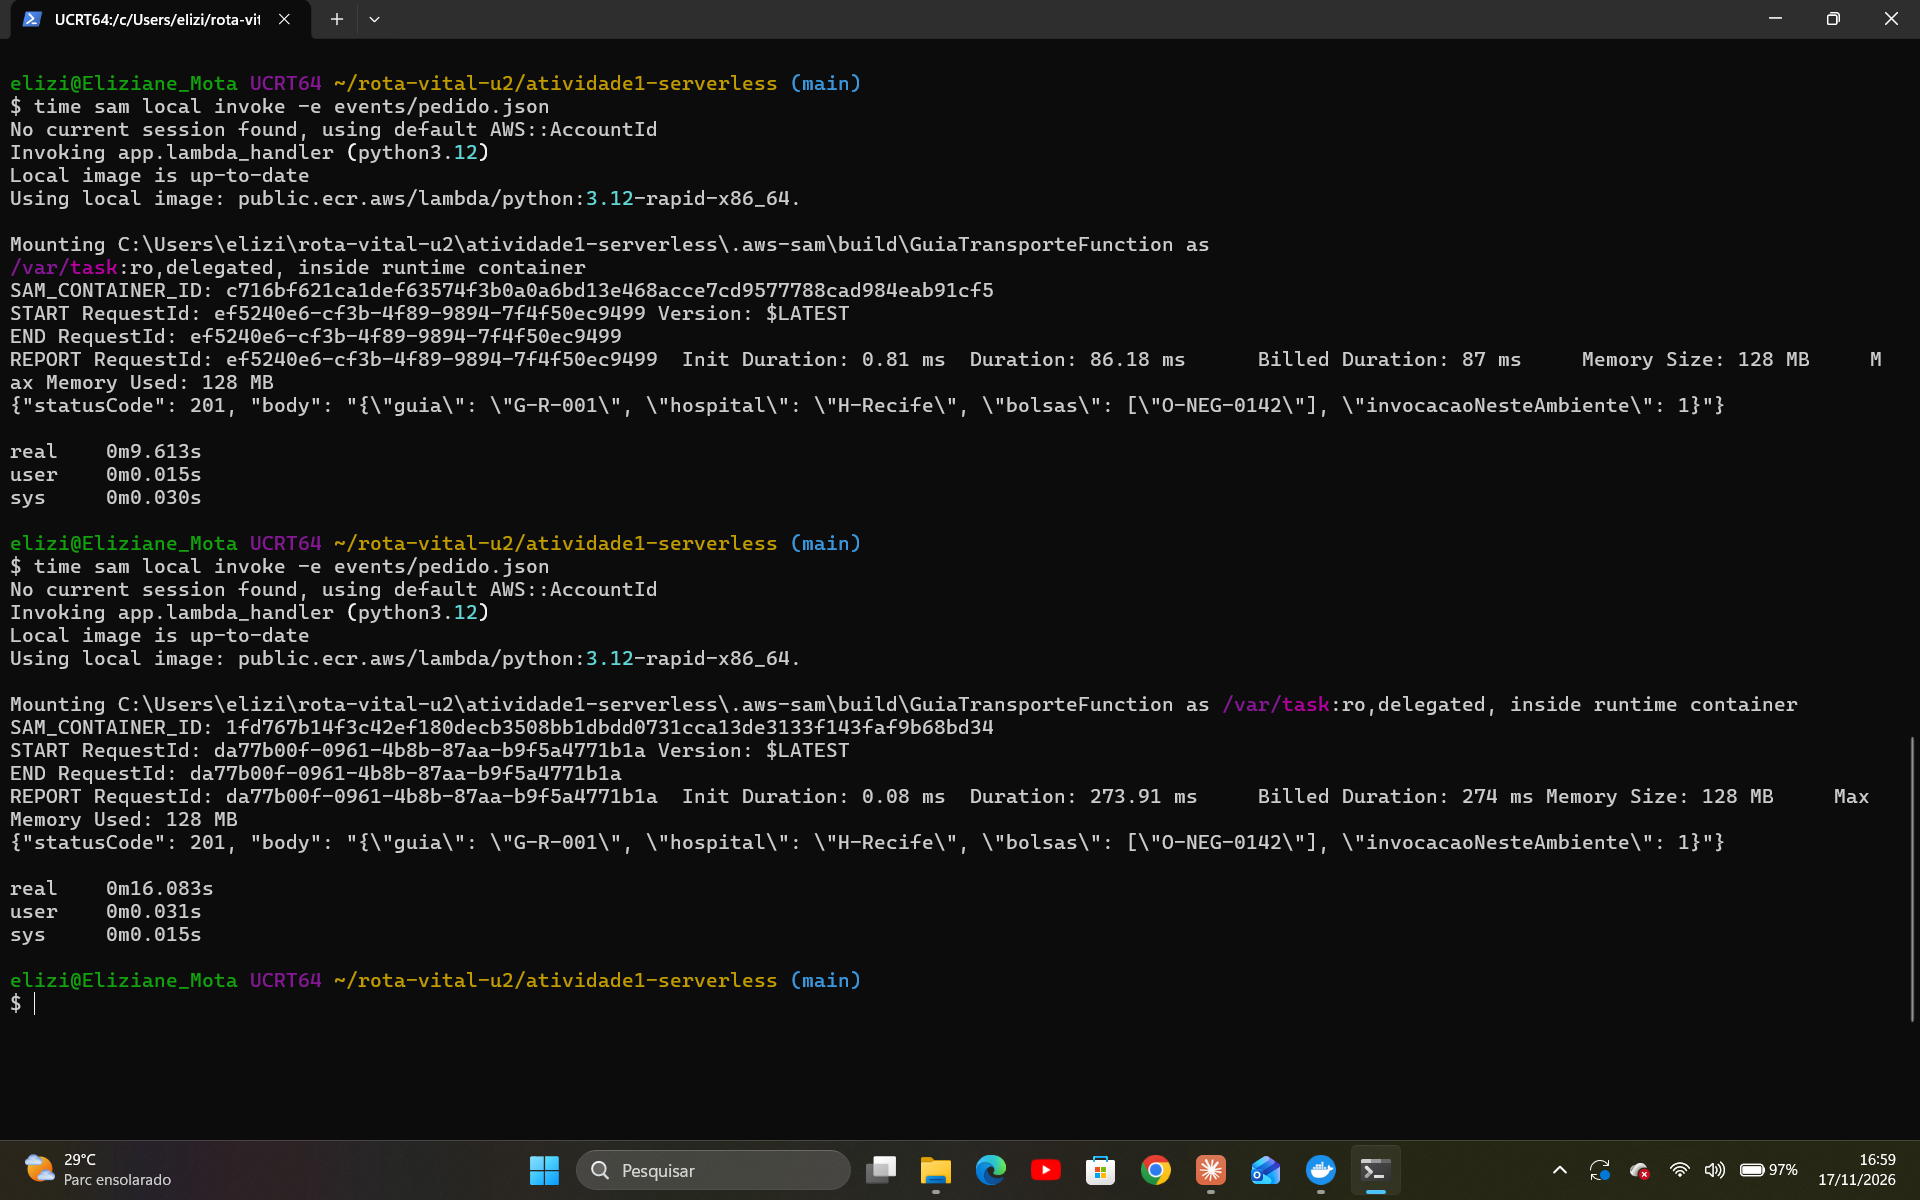 UCRT64:/c/Users/elizi/rota-vit
elizi@Eliziane_Mota UCRT64 ~/rota-vital-u2/atividade1-serverless (main)
$ time sam local invoke -e events/pedido.json
No current session found, using default AWS::AccountId
Invoking app.lambda_handler (python3.12)
Local image is up-to-date
Using local image: public.ecr.aws/lambda/python:3.12-rapid-x86_64.
Mounting C:\Users\elizi\rota-vital-u2\atividade1-serverless\.aws-sam\build\GuiaTransporteFunction as
/var/task:ro,delegated, inside runtime container
SAM_CONTAINER_ID: c716bf621ca1def63574f3b0a0a6bd13e468acce7cd9577788cad984eab91cf5
START RequestId: ef5240e6-cf3b-4f89-9894-7f4f50ec9499 Version: $LATEST
END RequestId: ef5240e6-cf3b-4f89-9894-7f4f50ec9499
REPORT RequestId: ef5240e6-cf3b-4f89-9894-7f4f50ec9499  Init Duration: 0.81 ms  Duration: 86.18 ms      Billed Duration: 87 ms     Memory Size: 128 MB     M
ax Memory Used: 128 MB
{"statusCode": 201, "body": "{\"guia\": \"G-R-001\", \"hospital\": \"H-Recife\", \"bolsas\": [\"O-NEG-0142\"], \"invocacaoNesteAmbiente\": 1}"}
real    0m9.613s
user    0m0.015s
sys     0m0.030s
elizi@Eliziane_Mota UCRT64 ~/rota-vital-u2/atividade1-serverless (main)
$ time sam local invoke -e events/pedido.json
No current session found, using default AWS::AccountId
Invoking app.lambda_handler (python3.12)
Local image is up-to-date
Using local image: public.ecr.aws/lambda/python:3.12-rapid-x86_64.
Mounting C:\Users\elizi\rota-vital-u2\atividade1-serverless\.aws-sam\build\GuiaTransporteFunction as /var/task:ro,delegated, inside runtime container
SAM_CONTAINER_ID: 1fd767b14f3c42ef180decb3508bb1dbdd0731cca13de3133f143faf9b68bd34
START RequestId: da77b00f-0961-4b8b-87aa-b9f5a4771b1a Version: $LATEST
END RequestId: da77b00f-0961-4b8b-87aa-b9f5a4771b1a
REPORT RequestId: da77b00f-0961-4b8b-87aa-b9f5a4771b1a  Init Duration: 0.08 ms  Duration: 273.91 ms     Billed Duration: 274 ms Memory Size: 128 MB     Max
Memory Used: 128 MB
{"statusCode": 201, "body": "{\"guia\": \"G-R-001\", \"hospital\": \"H-Recife\", \"bolsas\": [\"O-NEG-0142\"], \"invocacaoNesteAmbiente\": 1}"}
real    0m16.083s
user    0m0.031s
sys     0m0.015s
elizi@Eliziane_Mota UCRT64 ~/rota-vital-u2/atividade1-serverless (main)
$
29°C
Parc ensolarado
Pesquisar
97%
16:59
17/11/2026